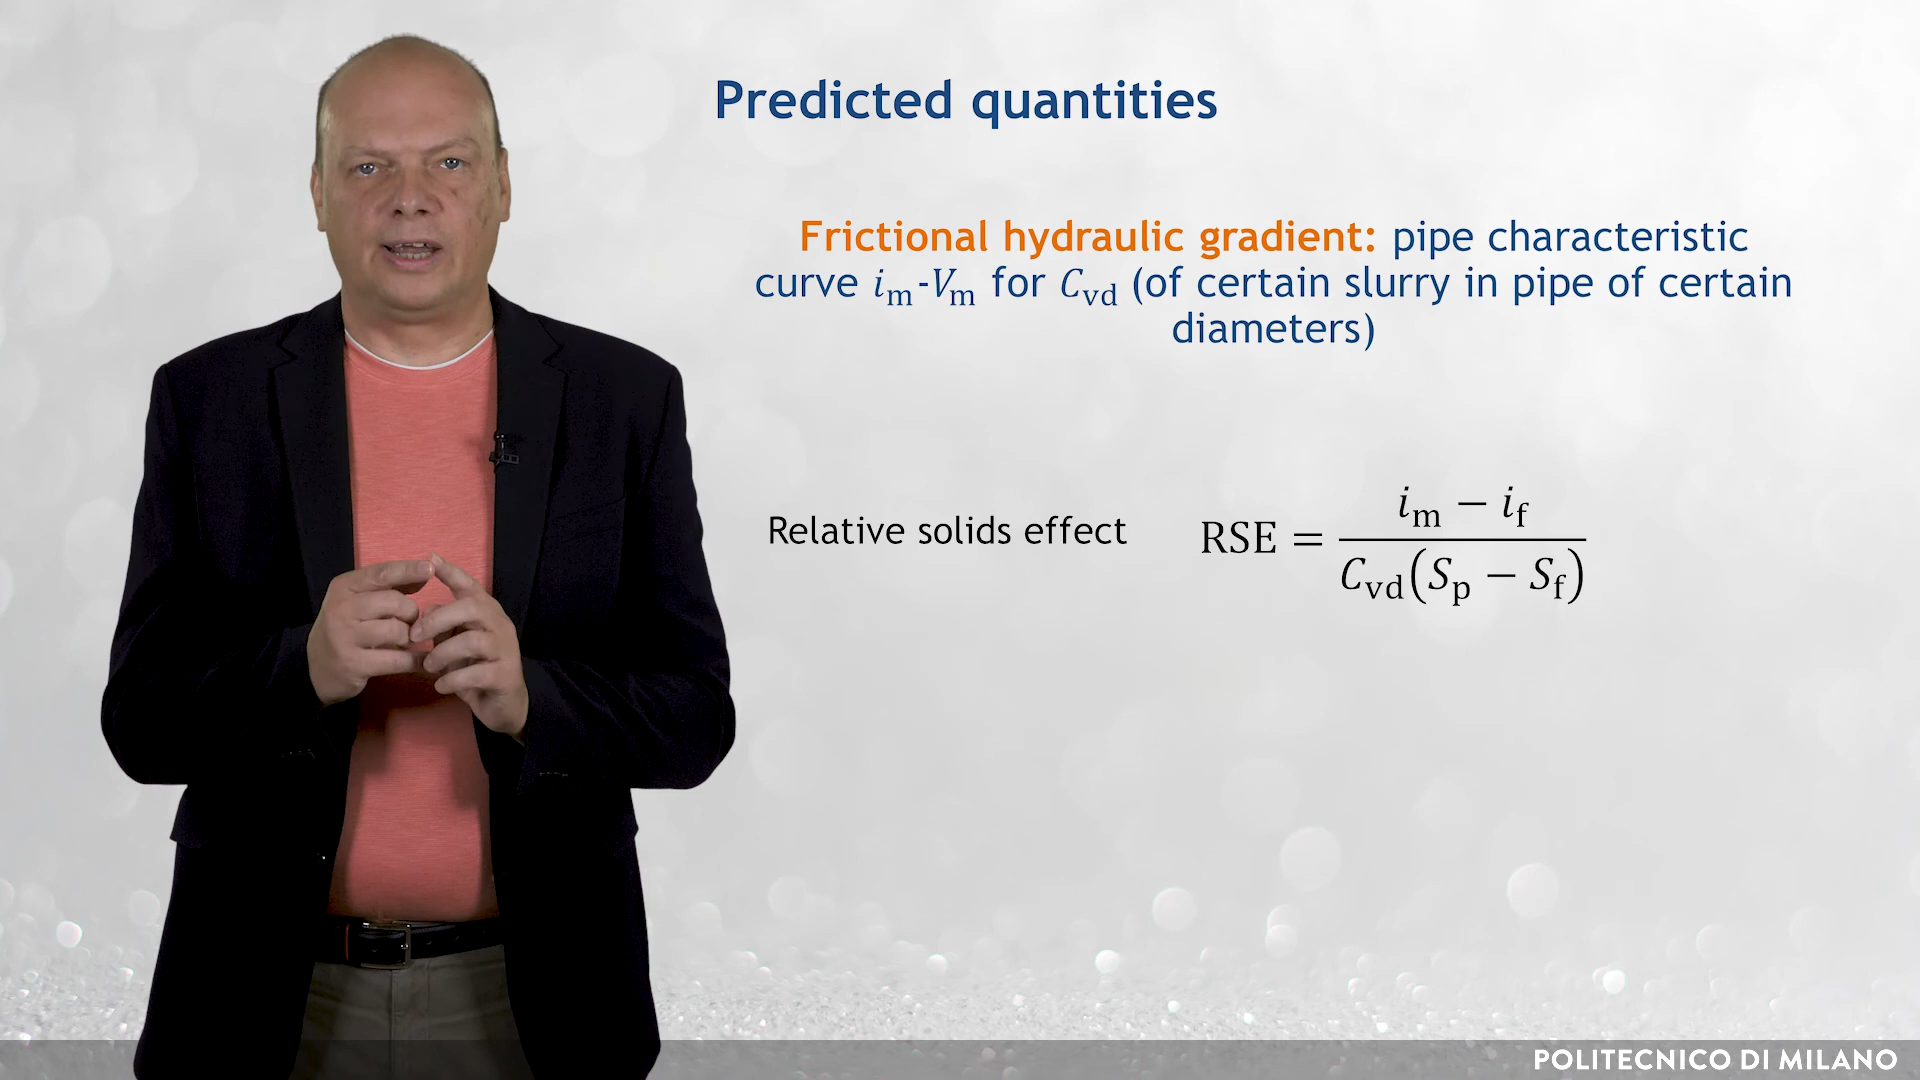 Predicted quantities
Frictional hydraulic gradient: pipe characteristic
curve i_m-V_m for C_vd (of certain slurry in pipe of certain
diameters)
Relative solids effect RSE = (i_m − i_f) / (C_vd(S_p − S_f))
POLITECNICO DI MILANO